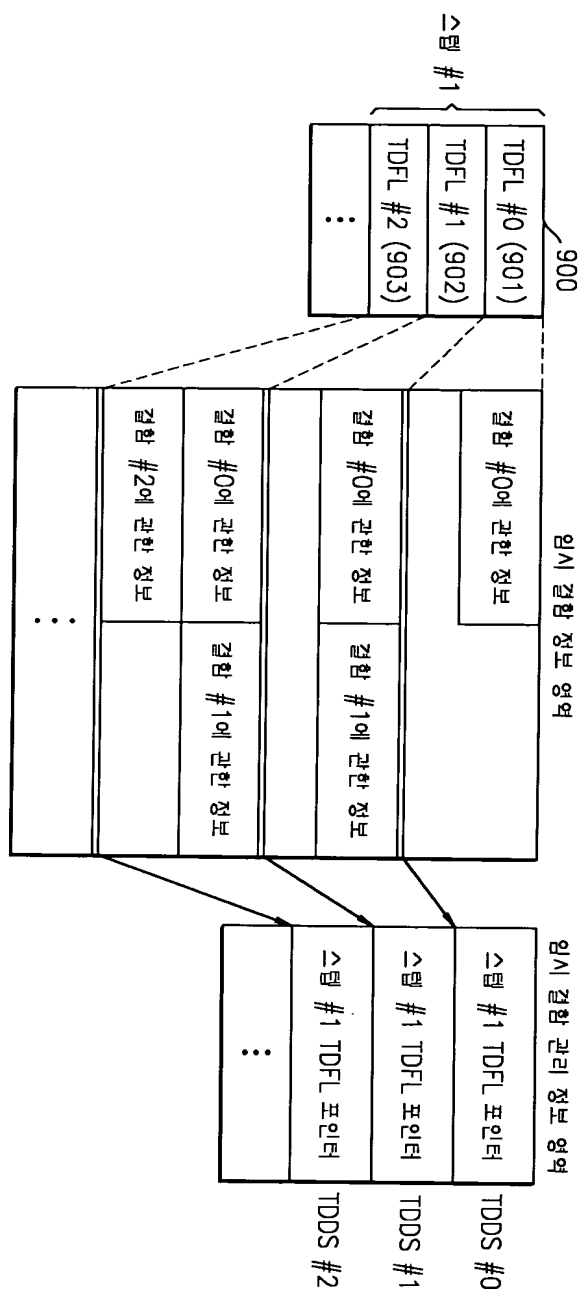 스텝 #1
900
TDFL #0 (901)
TDFL #1 (902)
TDFL #2 (903)
⋮
임시 결함 정보 영역
결함 #0에 관한 정보
결함 #0에 관한 정보
결함 #1에 관한 정보
결함 #0에 관한 정보
결함 #1에 관한 정보
결함 #2에 관한 정보
⋮
임시 결함 관리 정보 영역
스텝 #1 TDFL 포인터
TDDS #0
스텝 #1 TDFL 포인터
TDDS #1
스텝 #1 TDFL 포인터
TDDS #2
⋮